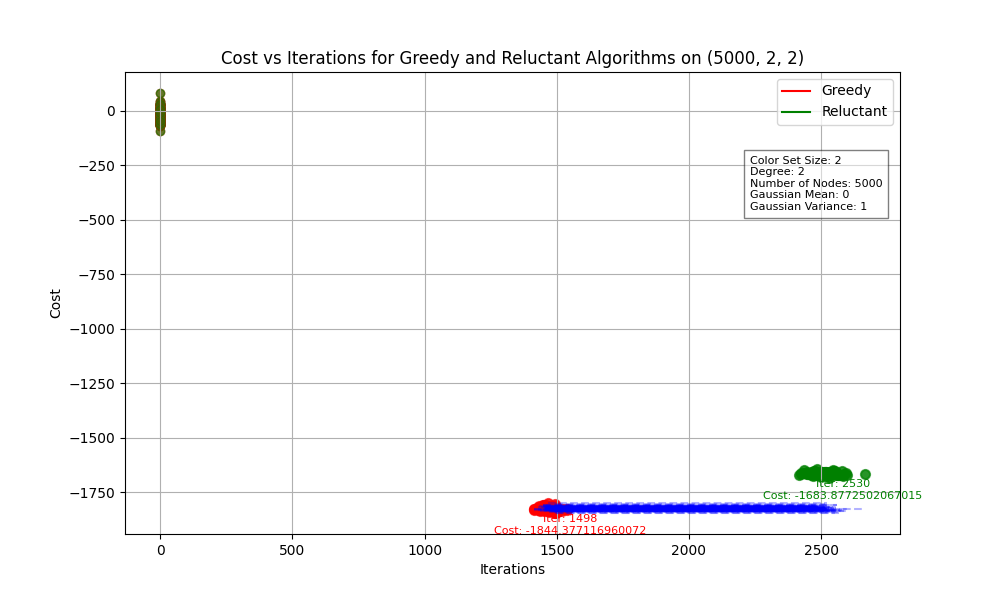 Cost vs Iterations for Greedy and Reluctant Algorithms on (5000, 2, 2)
Greedy
Reluctant
Color Set Size: 2
Degree: 2
Number of Nodes: 5000
Gaussian Mean: 0
Gaussian Variance: 1
Cost
0
−250
−500
−750
−1000
−1250
−1500
−1750
Iter: 2530
Cost: -1683.8772502067015
Iter: 1498
Cost: -1844.377116960072
0
500
1000
1500
2000
2500
Iterations